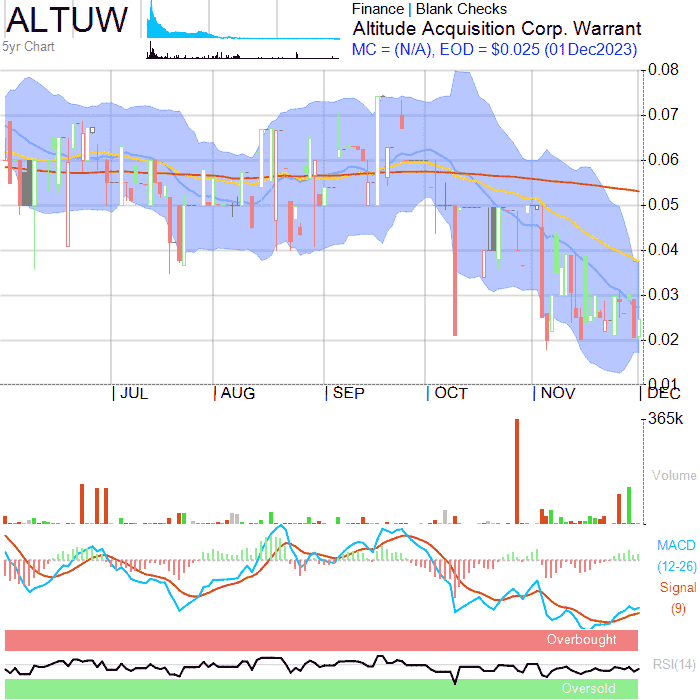 ALTUW
5yr Chart
Finance | Blank Checks
Altitude Acquisition Corp. Warrant
MC = (N/A), EOD = $0.025 (01Dec2023)
0.08
0.07
0.06
0.05
0.04
0.03
0.02
0.01
JUL
AUG
SEP
OCT
NOV
DEC
365k
Volume
MACD
(12-26)
Signal
(9)
Overbought
RSI(14)
Oversold